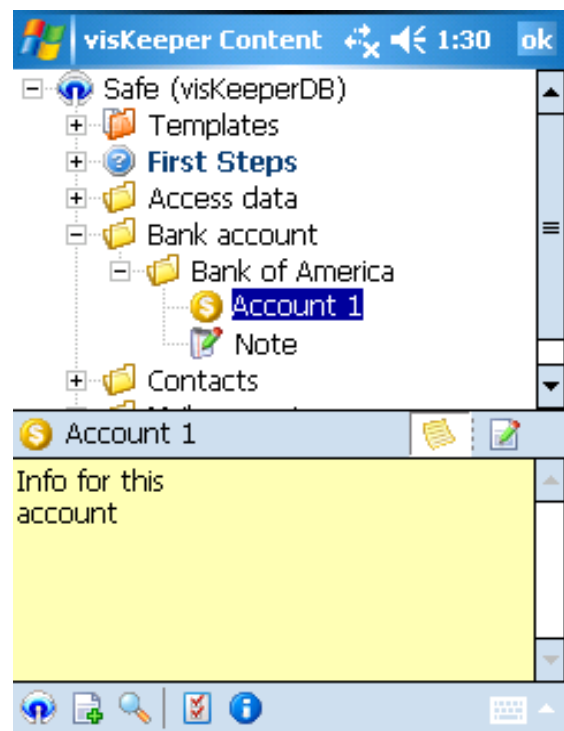 visKeeper Content 1:30 ok
Safe (visKeeperDB)
Templates
First Steps
Access data
Bank account
Bank of America
Account 1
Note
Contacts
Account 1
Info for this
account